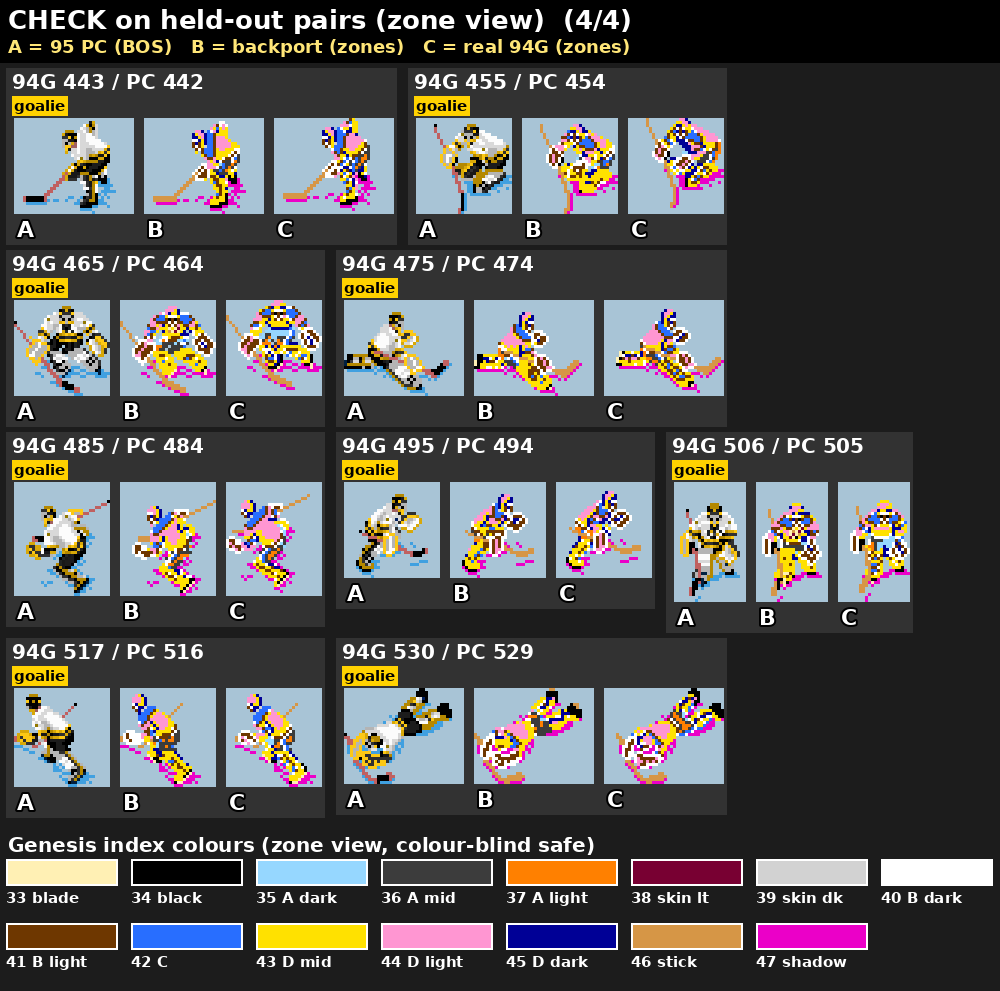 CHECK on held-out pairs (zone view)  (4/4)
A = 95 PC (BOS)   B = backport (zones)   C = real 94G (zones)
94G 443 / PC 442
goalie
A B C
94G 455 / PC 454
goalie
A B C
94G 465 / PC 464
goalie
A B C
94G 475 / PC 474
goalie
A B C
94G 485 / PC 484
goalie
A B C
94G 495 / PC 494
goalie
A B C
94G 506 / PC 505
goalie
A B C
94G 517 / PC 516
goalie
A B C
94G 530 / PC 529
goalie
A B C
Genesis index colours (zone view, colour-blind safe)
33 blade 34 black 35 A dark 36 A mid 37 A light 38 skin lt 39 skin dk 40 B dark
41 B light 42 C 43 D mid 44 D light 45 D dark 46 stick 47 shadow